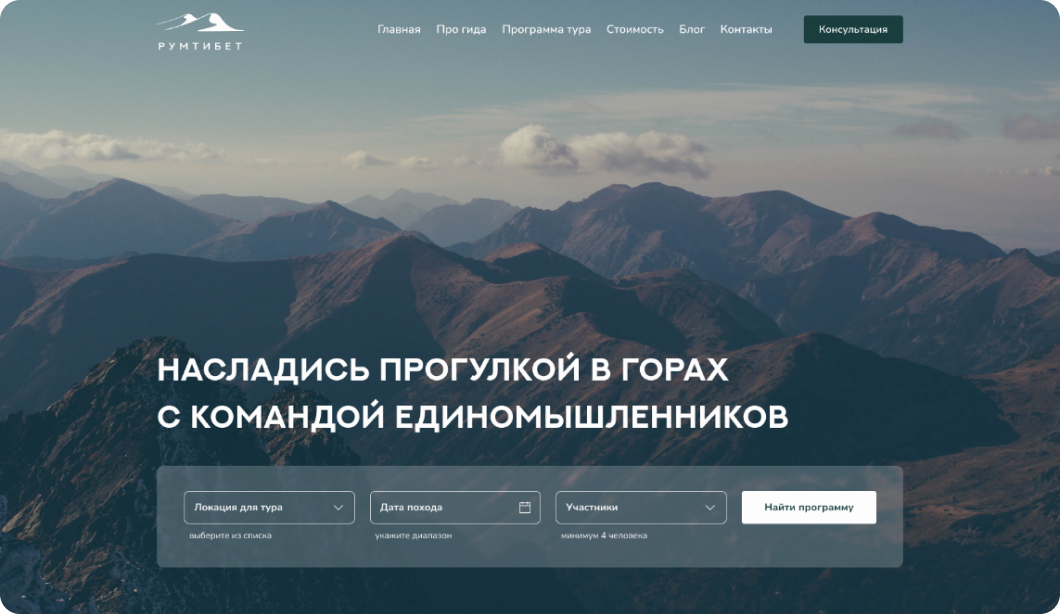 РУМТИБЕТ
Главная Про гида Программа тура Стоимость Блог Контакты Консультация
НАСЛАДИСЬ ПРОГУЛКОЙ В ГОРАХ
С КОМАНДОЙ ЕДИНОМЫШЛЕННИКОВ
Локация для тура Дата похода Участники Найти программу
выберите из списка укажите диапазон минимум 4 человека